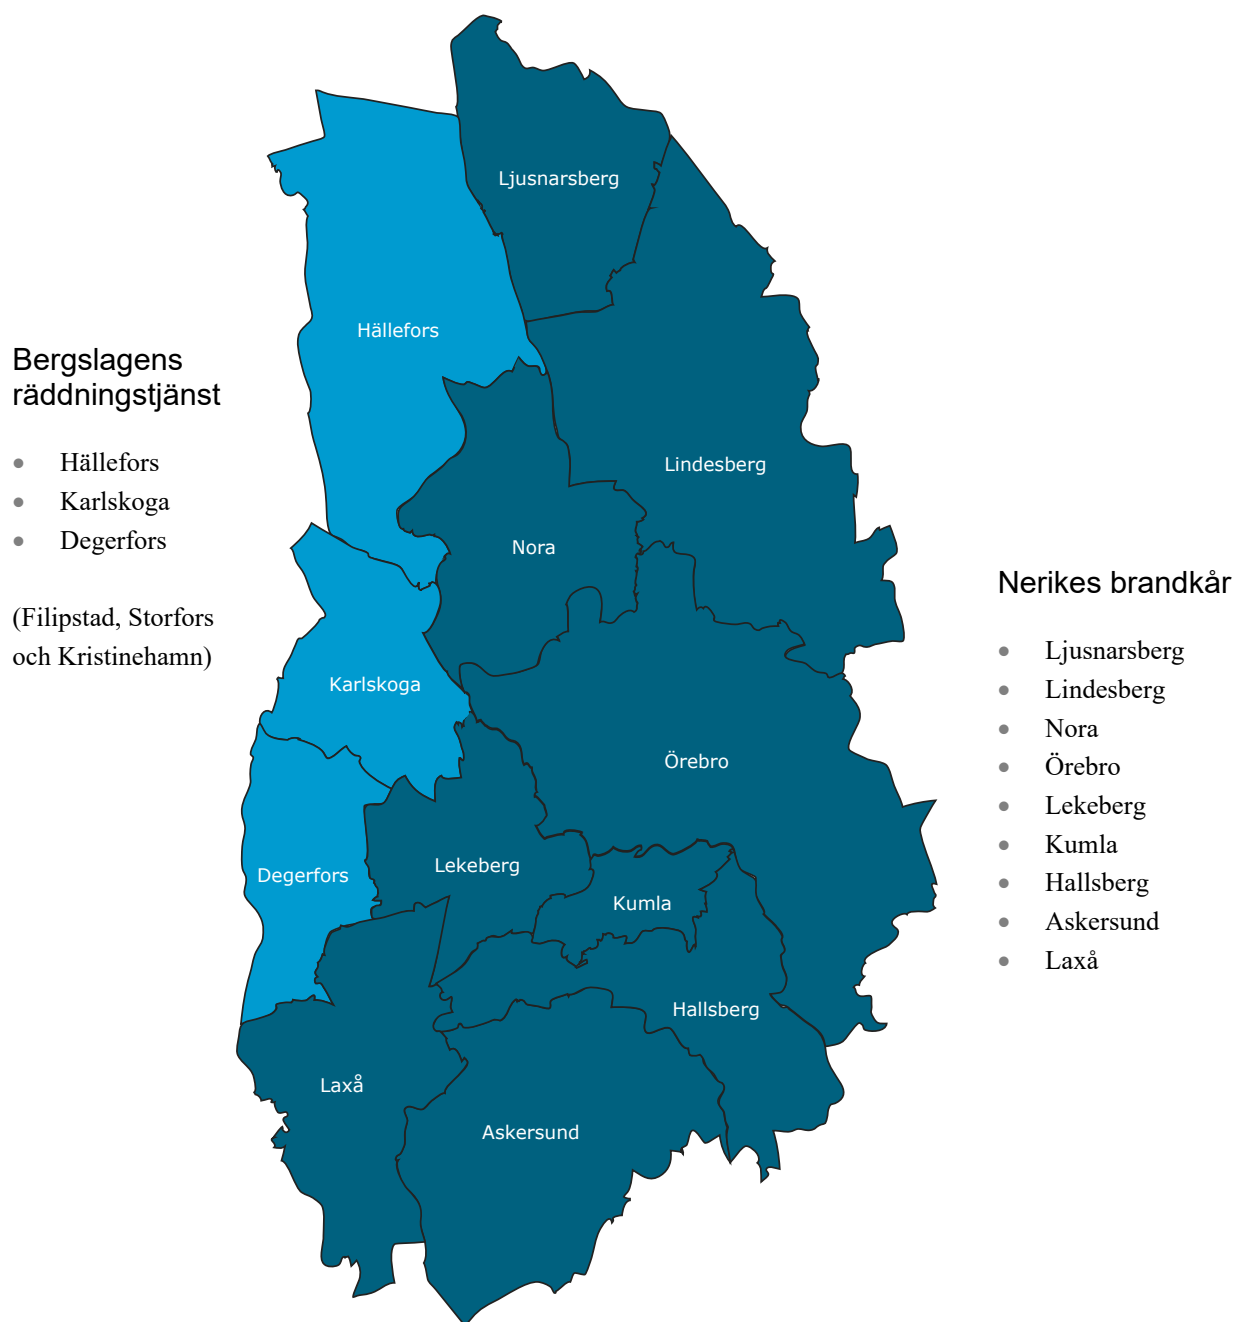 Bergslagens
räddningstjänst
• Hällefors
• Karlskoga
• Degerfors
(Filipstad, Storfors
och Kristinehamn)
Ljusnarsberg
Hällefors
Lindesberg
Nora
Karlskoga
Örebro
Lekeberg
Degerfors
Kumla
Hallsberg
Laxå
Askersund
Nerikes brandkår
• Ljusnarsberg
• Lindesberg
• Nora
• Örebro
• Lekeberg
• Kumla
• Hallsberg
• Askersund
• Laxå